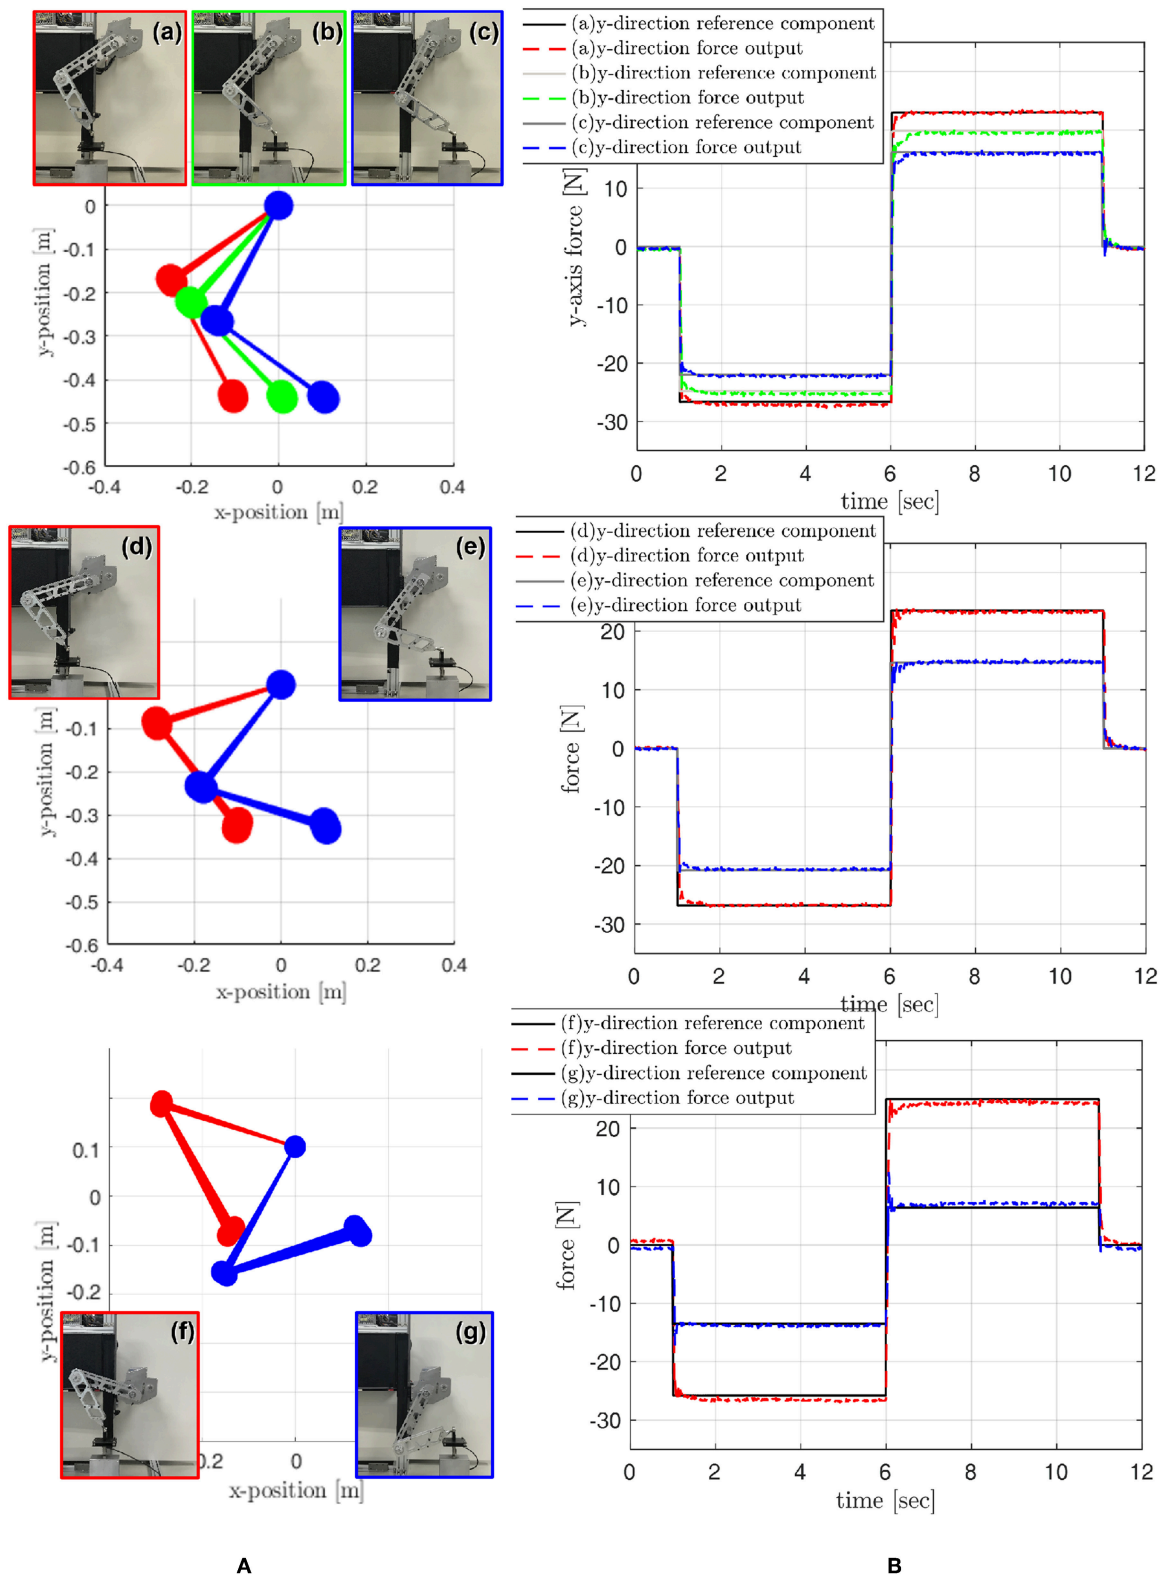 (a)
(b)
(c)
0
-0.1
-0.2
-0.3
-0.4
-0.5
-0.6
-0.4
-0.2
0
0.2
0.4
y-position [m]
x-position [m]
(a)y-direction reference component
(a)y-direction force output
(b)y-direction reference component
(b)y-direction force output
(c)y-direction reference component
(c)y-direction force output
10
0
-10
-20
-30
0
2
4
6
8
10
12
y-axis force [N]
time [sec]
(d)
(e)
-0.1
-0.2
-0.3
-0.4
-0.5
-0.6
-0.4
-0.2
0
0.2
0.4
y-position [m]
x-position [m]
(d)y-direction reference component
(d)y-direction force output
(e)y-direction reference component
(e)y-direction force output
20
10
0
-10
-20
-30
0
2
4
6
8
10
12
force [N]
time [sec]
0.1
0
-0.1
-0.2
(f)
(g)
0.2
0
y-position [m]
x-position [m]
(f)y-direction reference component
(f)y-direction force output
(g)y-direction reference component
(g)y-direction force output
20
10
0
-10
-20
-30
0
2
4
6
8
10
12
force [N]
time [sec]
A
B